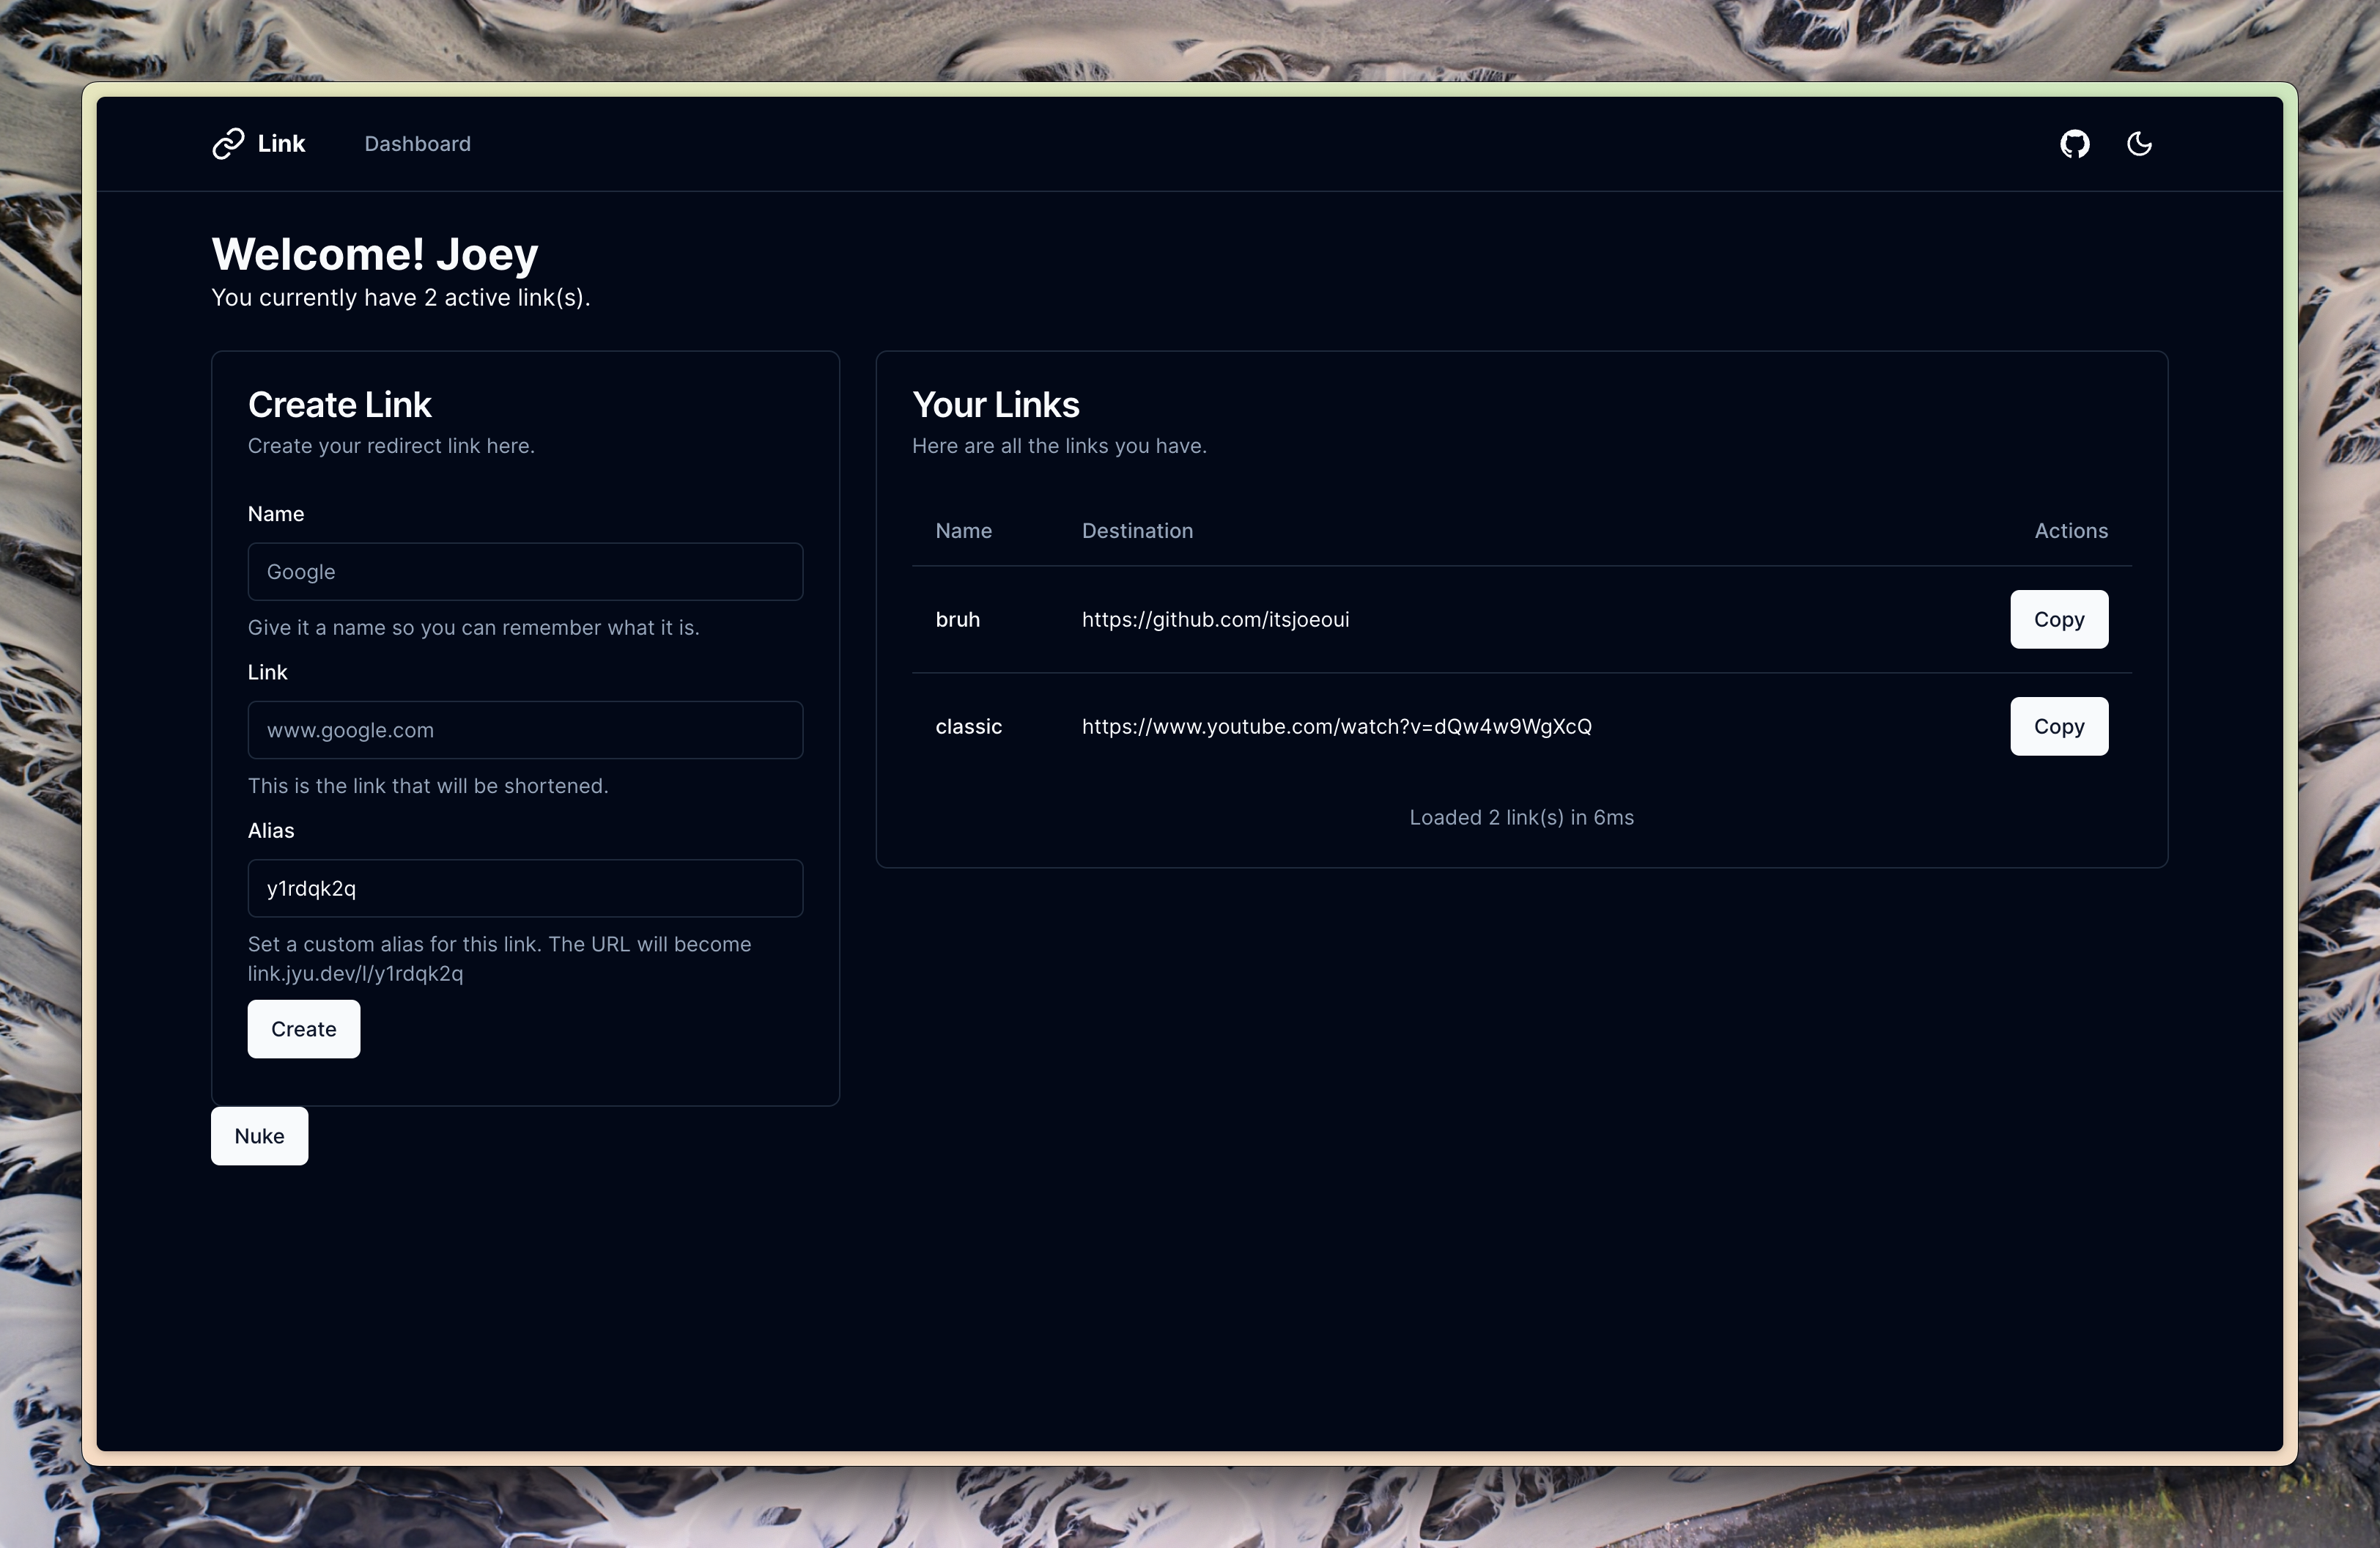 Link Dashboard
Welcome! Joey
You currently have 2 active link(s).
Create Link
Create your redirect link here.
Name
Google
Give it a name so you can remember what it is.
Link
www.google.com
This is the link that will be shortened.
Alias
y1rdqk2q
Set a custom alias for this link. The URL will become
link.jyu.dev/l/y1rdqk2q
Create
Nuke
Your Links
Here are all the links you have.
Name Destination Actions
bruh https://github.com/itsjoeoui Copy
classic https://www.youtube.com/watch?v=dQw4w9WgXcQ Copy
Loaded 2 link(s) in 6ms